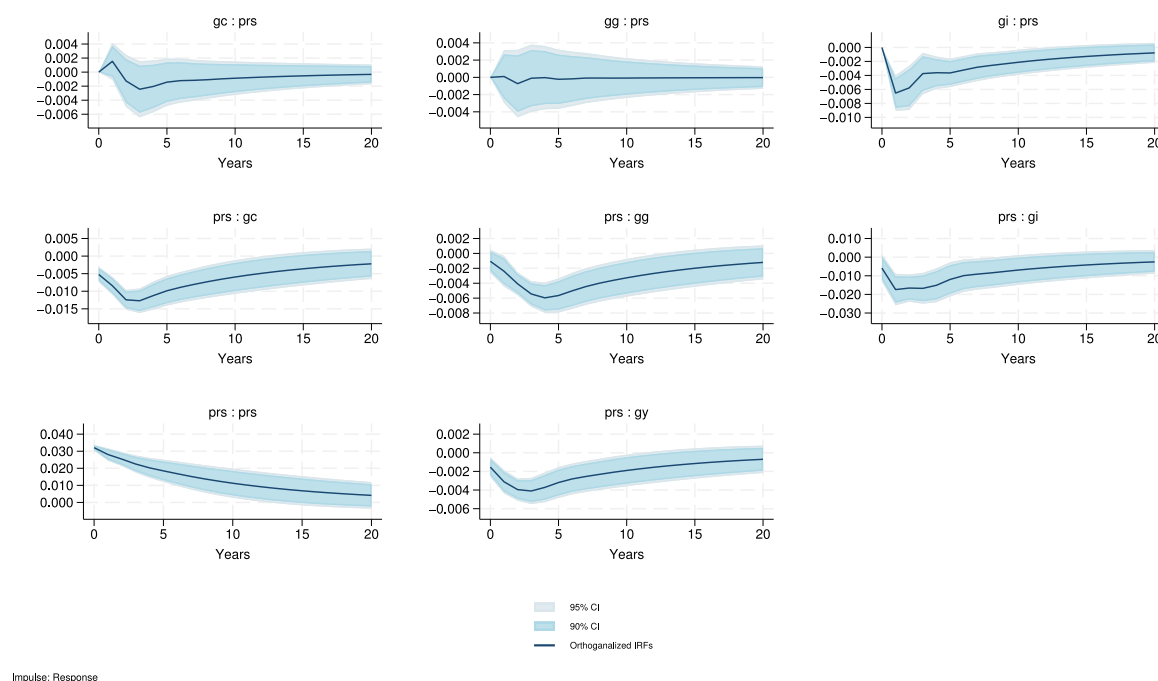 gc : prs
gg : prs
gi : prs
0.004
0.002
0.000
−0.002
−0.004
−0.006
0 5 10 15 20
Years
0.004
0.002
0.000
−0.002
−0.004
0 5 10 15 20
Years
0.000
−0.002
−0.004
−0.006
−0.008
−0.010
0 5 10 15 20
Years
prs : gc
prs : gg
prs : gi
0.005
0.000
−0.005
−0.010
−0.015
0 5 10 15 20
Years
0.002
0.000
−0.002
−0.004
−0.006
−0.008
0 5 10 15 20
Years
0.010
0.000
−0.010
−0.020
−0.030
0 5 10 15 20
Years
prs : prs
prs : gy
0.040
0.030
0.020
0.010
0.000
0 5 10 15 20
Years
0.002
0.000
−0.002
−0.004
−0.006
0 5 10 15 20
Years
95% CI
90% CI
Orthoganalized IRFs
Impulse: Response